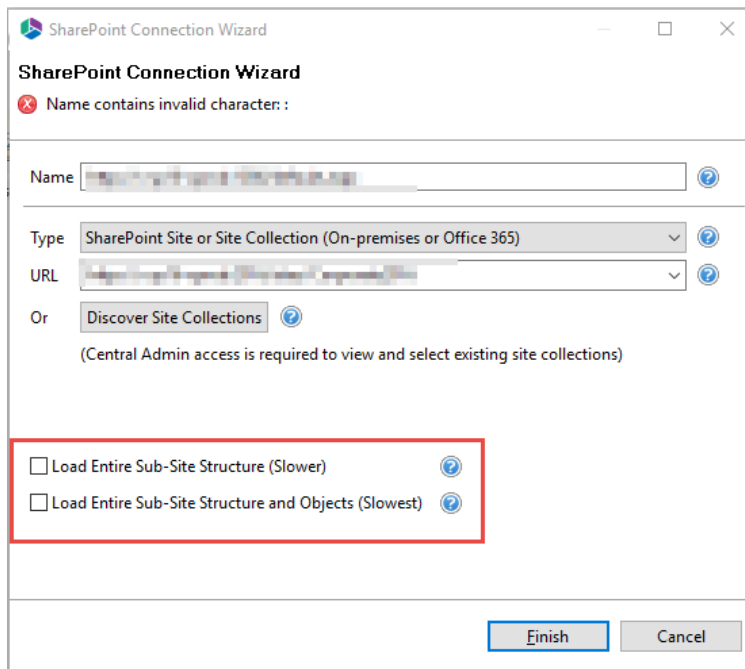 SharePoint Connection Wizard
SharePoint Connection Wizard
Name contains invalid character: :
Name
Type SharePoint Site or Site Collection (On-premises or Office 365)
URL
Or Discover Site Collections
(Central Admin access is required to view and select existing site collections)
Load Entire Sub-Site Structure (Slower)
Load Entire Sub-Site Structure and Objects (Slowest)
Finish Cancel